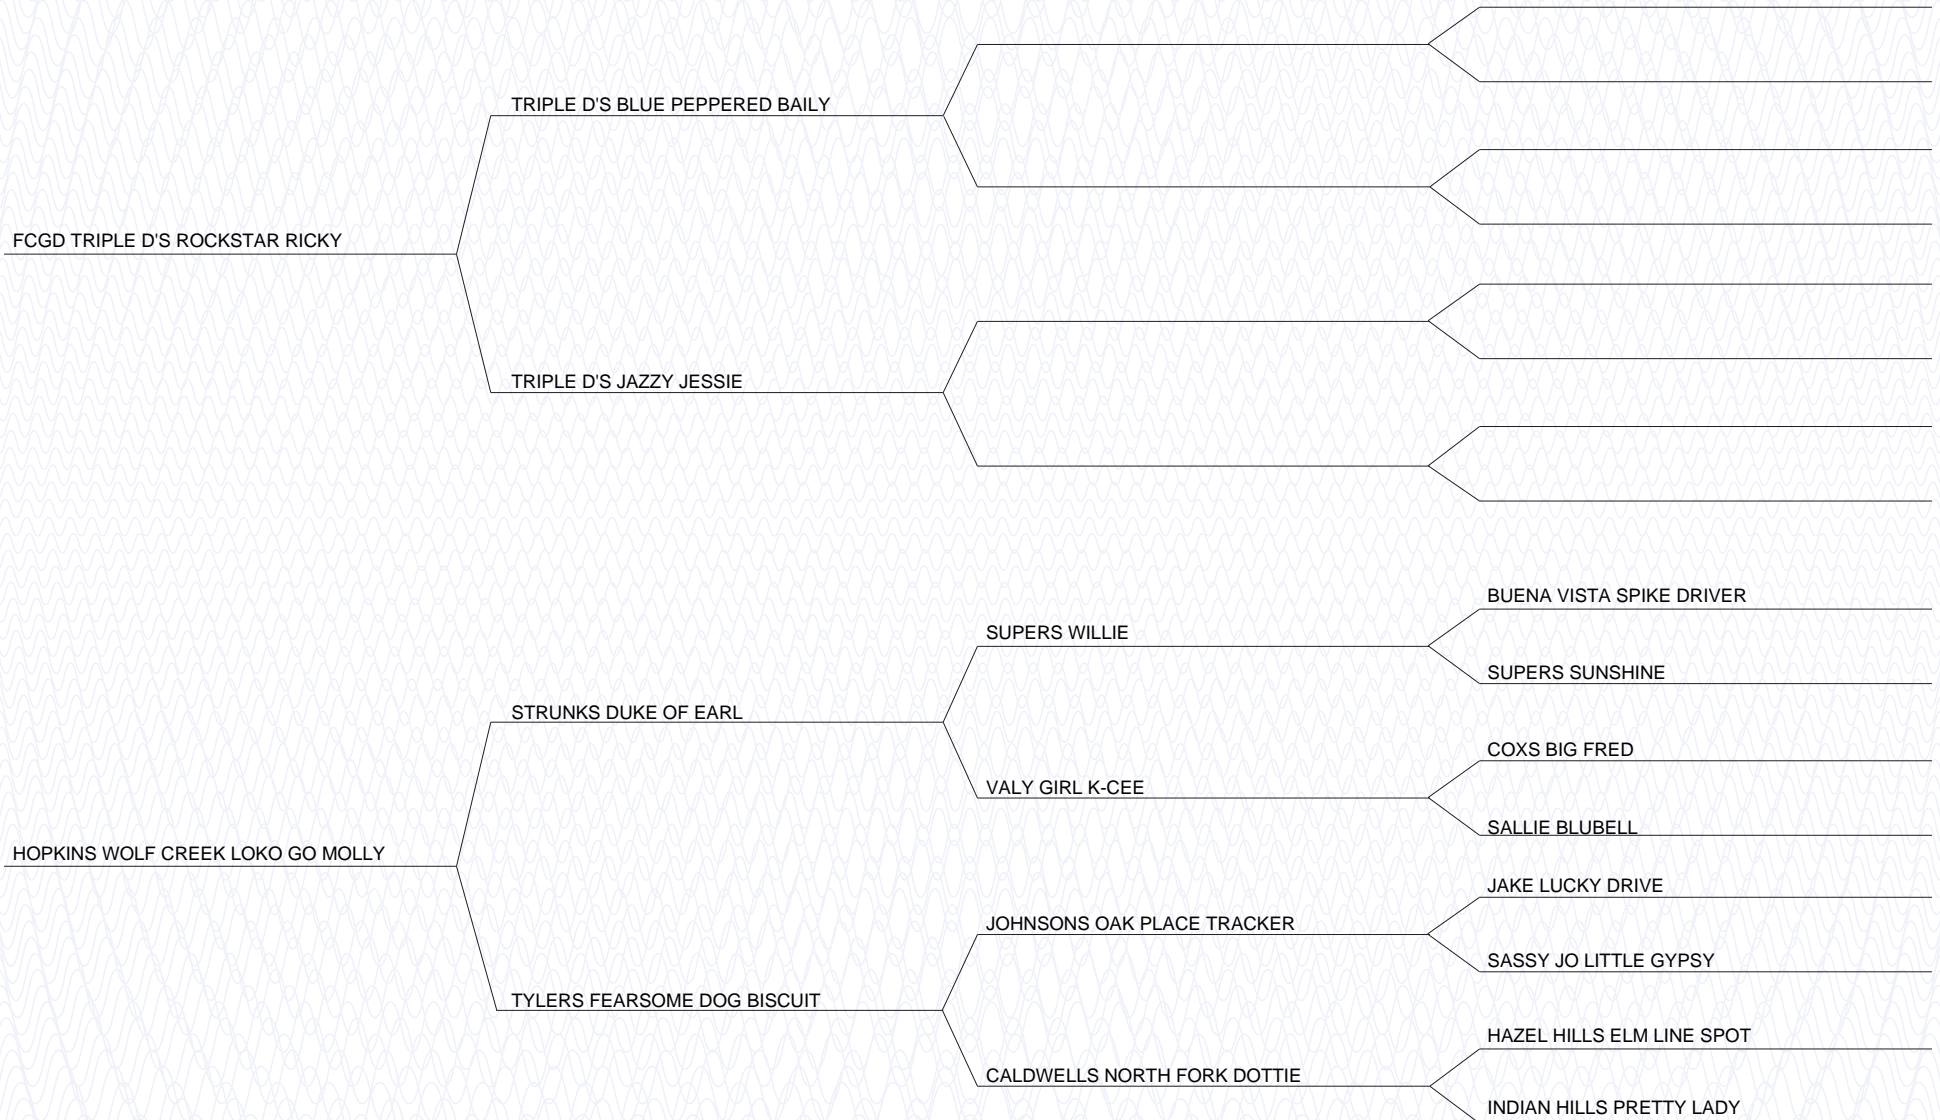 TRIPLE D'S BLUE PEPPERED BAILY
FCGD TRIPLE D'S ROCKSTAR RICKY
TRIPLE D'S JAZZY JESSIE
BUENA VISTA SPIKE DRIVER
SUPERS WILLIE
SUPERS SUNSHINE
STRUNKS DUKE OF EARL
COXS BIG FRED
VALY GIRL K-CEE
SALLIE BLUBELL
HOPKINS WOLF CREEK LOKO GO MOLLY
JAKE LUCKY DRIVE
JOHNSONS OAK PLACE TRACKER
SASSY JO LITTLE GYPSY
TYLERS FEARSOME DOG BISCUIT
HAZEL HILLS ELM LINE SPOT
CALDWELLS NORTH FORK DOTTIE
INDIAN HILLS PRETTY LADY